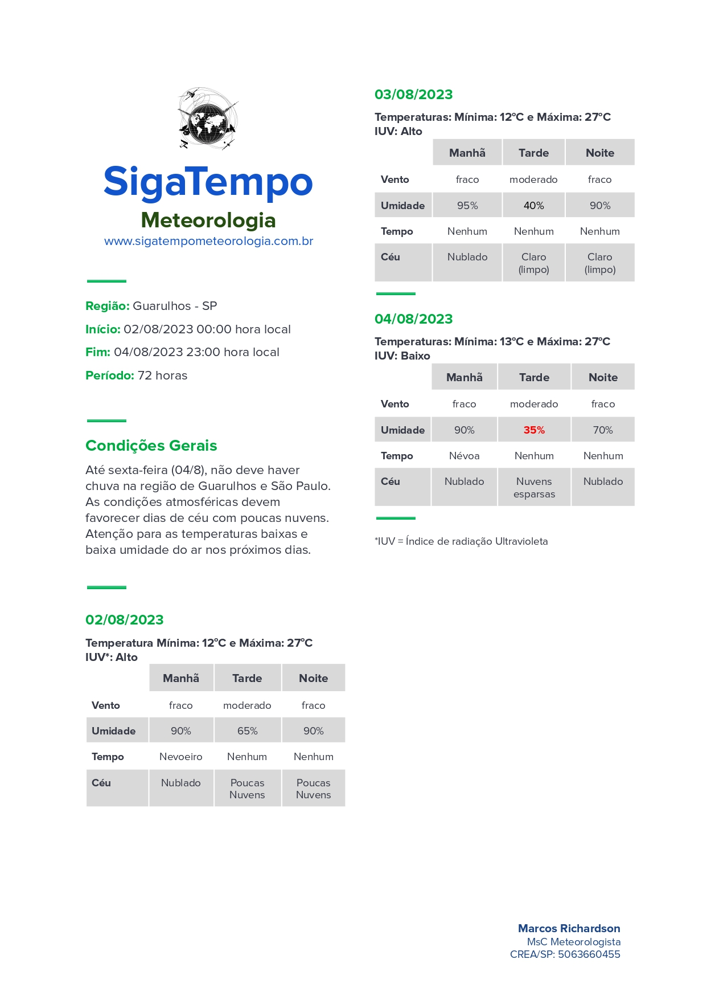 SigaTempo
Meteorologia
www.sigatempometeorologia.com.br
Região: Guarulhos - SP
Início: 02/08/2023 00:00 hora local
Fim: 04/08/2023 23:00 hora local
Período: 72 horas
Condições Gerais
Até sexta-feira (04/8), não deve haver
chuva na região de Guarulhos e São Paulo.
As condições atmosféricas devem
favorecer dias de céu com poucas nuvens.
Atenção para as temperaturas baixas e
baixa umidade do ar nos próximos dias.
02/08/2023
Temperatura Mínima: 12ºC e Máxima: 27ºC
IUV*: Alto
Manhã Tarde Noite
Vento fraco moderado fraco
Umidade 90% 65% 90%
Tempo Nevoeiro Nenhum Nenhum
Céu Nublado Poucas Poucas
Nuvens Nuvens
03/08/2023
Temperaturas: Mínima: 12ºC e Máxima: 27ºC
IUV: Alto
Manhã Tarde Noite
Vento fraco moderado fraco
Umidade 95% 40% 90%
Tempo Nenhum Nenhum Nenhum
Céu Nublado Claro Claro
(limpo) (limpo)
04/08/2023
Temperaturas: Mínima: 13ºC e Máxima: 27ºC
IUV: Baixo
Manhã Tarde Noite
Vento fraco moderado fraco
Umidade 90% 35% 70%
Tempo Névoa Nenhum Nenhum
Céu Nublado Nuvens Nublado
esparsas
*IUV = Índice de radiação Ultravioleta
Marcos Richardson
MsC Meteorologista
CREA/SP: 5063660455